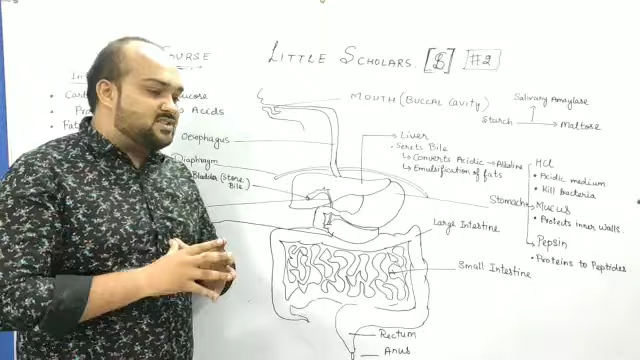 LITTLE SCHOLARS. [$] #2
MOUTH (BUCCAL CAVITY)
Salivary Amaylase
Starch → Maltose
Acids
Oesophagus
Diaphragm
Bladder (Store
Bile)
→ Liver
• Secrets Bile
↳ Converts Acidic → Alkaline
↳ Emulsification of fats
Stomach
HCl
• Acidic medium
• Kill bacteria
Mucus
• Protects inner walls.
Pepsin
• Proteins to Peptides
Large Intestine
Small Intestine
Rectum
Anus